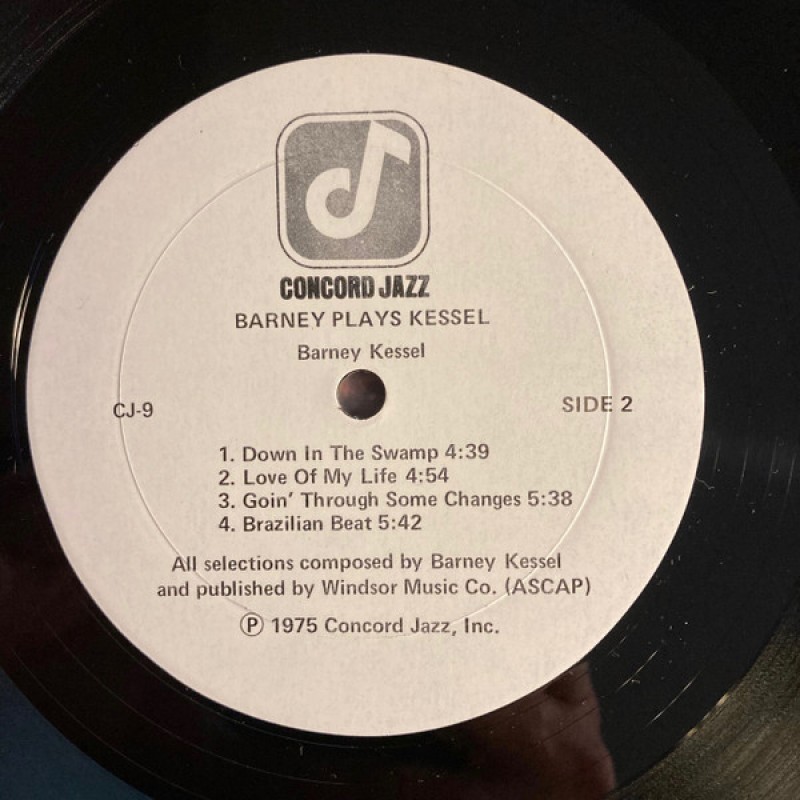 CONCORD JAZZ
BARNEY PLAYS KESSEL
Barney Kessel
CJ-9
SIDE 2
1. Down In The Swamp 4:39
2. Love Of My Life 4:54
3. Goin' Through Some Changes 5:38
4. Brazilian Beat 5:42
All selections composed by Barney Kessel
and published by Windsor Music Co. (ASCAP)
Ⓟ 1975 Concord Jazz, Inc.